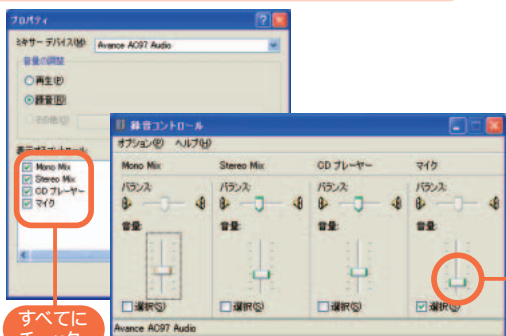 プロパティ
ミキサー デバイス(M): Avance AC97 Audio
音量の調整
再生(P)
録音(R)
その他(O)
表示するコントロール:
Mono Mix
Stereo Mix
CD プレーヤー
マイク
すべてに
チェック
録音コントロール
オプション(P) ヘルプ(H)
Mono Mix Stereo Mix CD プレーヤー マイク
バランス: バランス: バランス: バランス:
音量: 音量: 音量: 音量:
選択(S) 選択(S) 選択(S) 選択(S)
Avance AC97 Audio